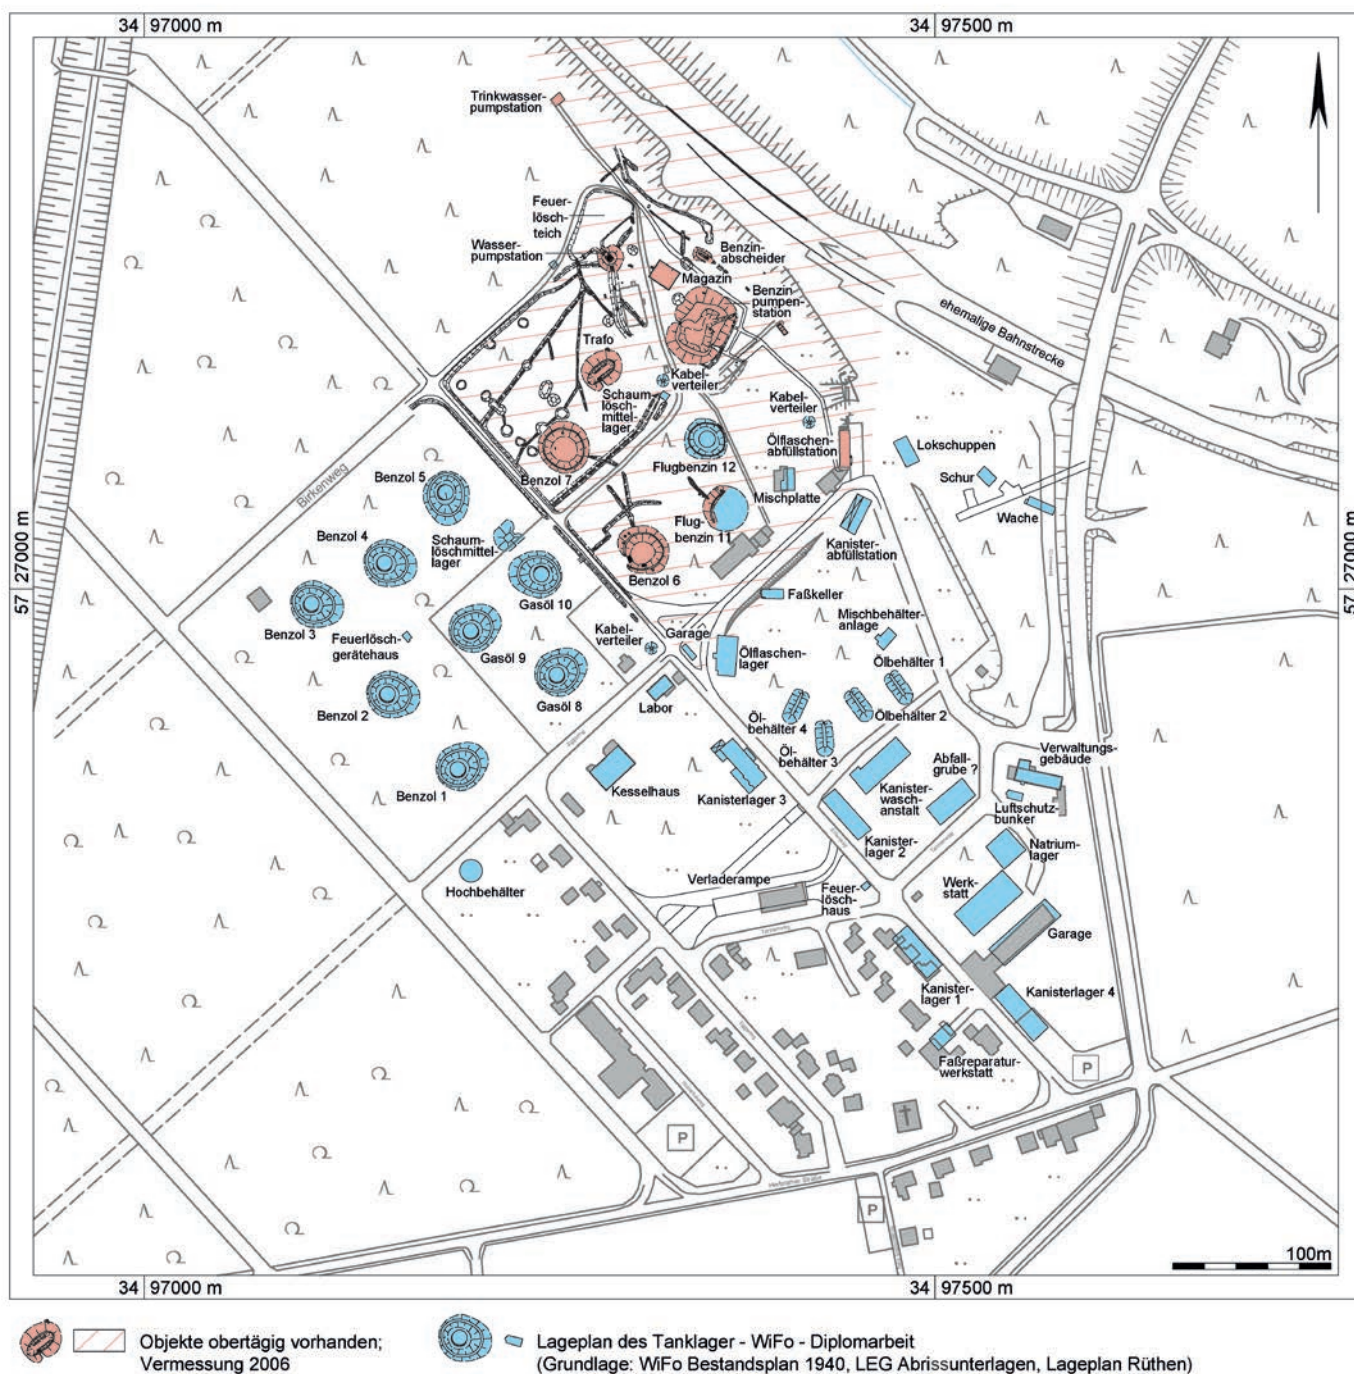 34 97000 m
34 97500 m
Trinkwasser-
pumpstation
Feuer-
lösch-
teich
Wasser-
pumpstation
Benzin-
abscheider
Magazin
Benzin
pumpen-
station
ehemalige Bahnstrecke
Trafo
Kabel-
verteiler
Schaum
lösch-
mittel-
lager
Kabel-
verteiler
Ölflaschen-
abfüllstation
Lokschuppen
Flugbenzin 12
Benzol 7
Mischplatte
Schur
Wache
Birkenweg
Benzol 5
Benzol 4
Schaum-
löschmittel-
lager
Flug-
benzin 11
Kanister-
abfüllstation
57 27000 m
57 27000 m
Benzol 6
Gasöl 10
Faßkeller
Benzol 3
Feuerlösch-
gerätehaus
Gasöl 9
Kabel-
verteiler
Garage
Mischbehälter-
anlage
Ölflaschen-
lager
Ölbehälter 1
Benzol 2
Gasöl 8
Labor
Öl-
behälter 4
Ölbehälter 2
Öl-
behälter 3
Benzol 1
Kesselhaus
Kanisterlager 3
Kanister-
wasch-
anstalt
Abfall-
grube ?
Verwaltungs-
gebäude
Luftschutz-
bunker
Kanister-
lager 2
Natrium-
lager
Hochbehälter
Verladerampe
Feuer-
lösch-
haus
Werk-
statt
Garage
Kanister-
lager 1
Kanisterlager 4
Faßreparatur-
werkstatt
P
P
P
100m
34 97000 m
34 97500 m
Objekte obertägig vorhanden;
Vermessung 2006
Lageplan des Tanklager - WiFo - Diplomarbeit
(Grundlage: WiFo Bestandsplan 1940, LEG Abrissunterlagen, Lageplan Rüthen)